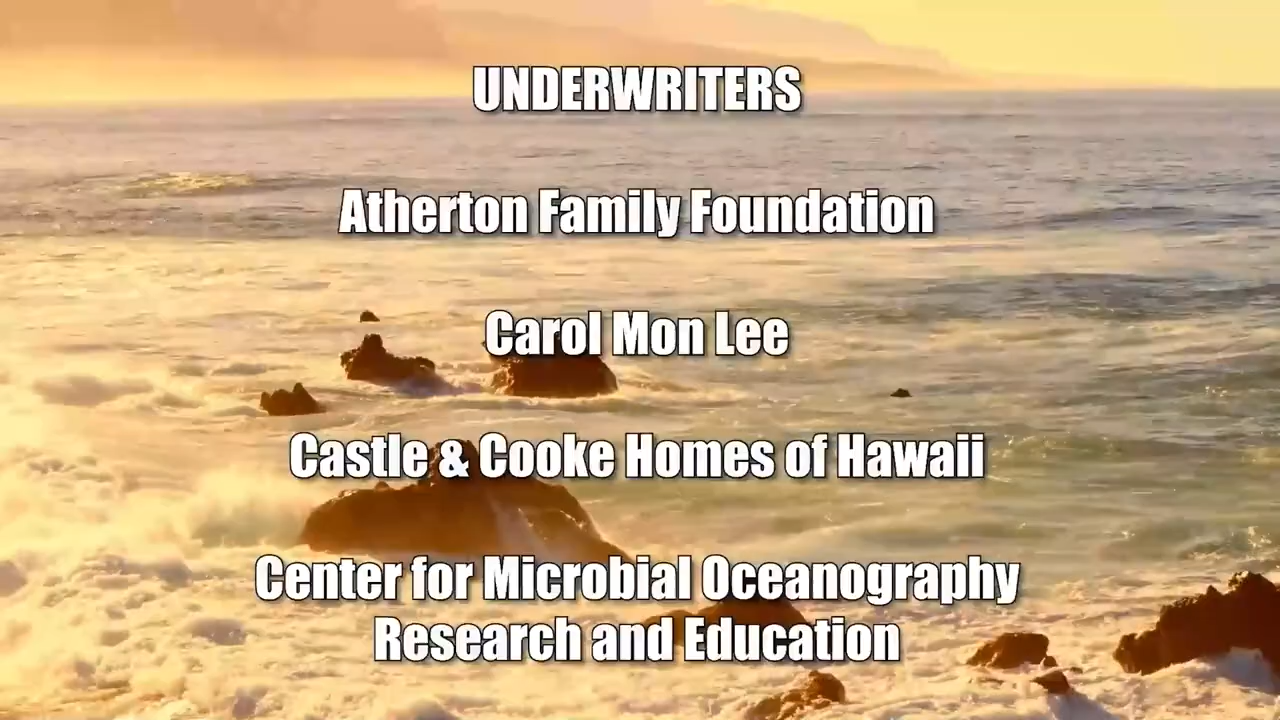 UNDERWRITERS
Atherton Family Foundation
Carol Mon Lee
Castle & Cooke Homes of Hawaii
Center for Microbial Oceanography
Research and Education